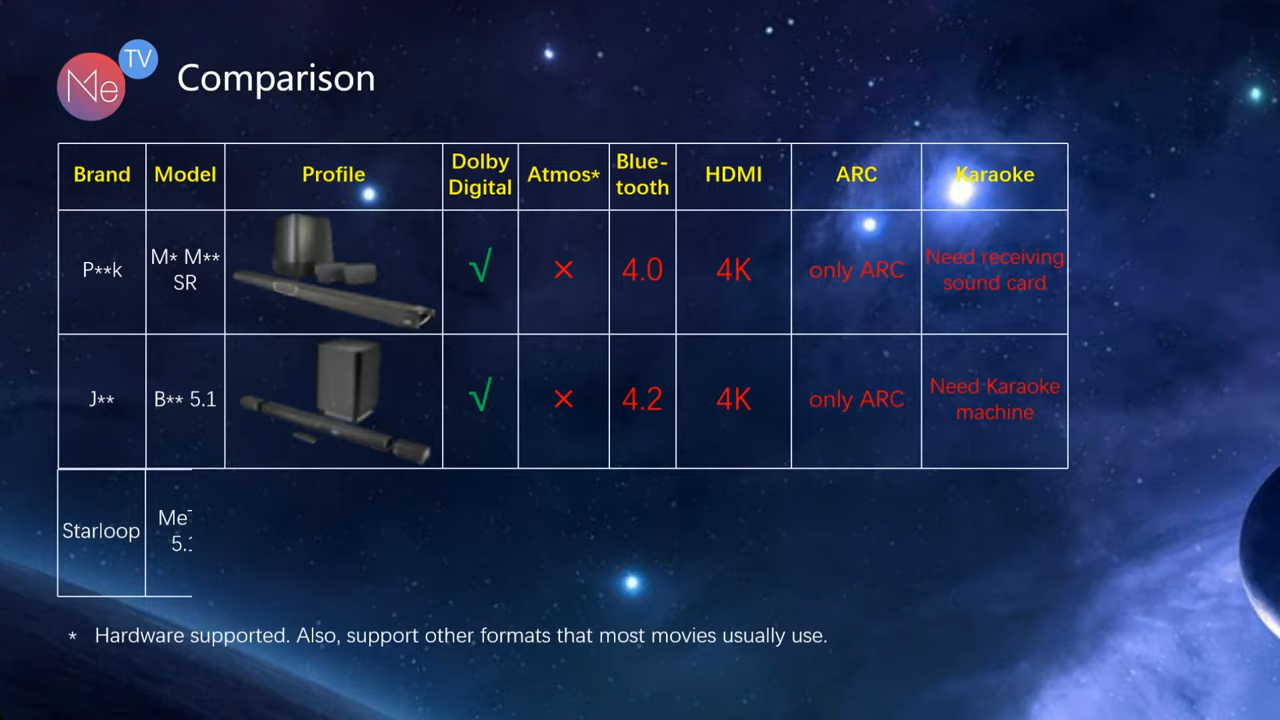 Me TV
Comparison
Brand Model Profile Dolby Digital Atmos* Blue-tooth HDMI ARC Karaoke
P**k M* M** SR √ × 4.0 4K only ARC Need receiving sound card
J** B** 5.1 √ × 4.2 4K only ARC Need Karaoke machine
Starloop Me 5.
* Hardware supported. Also, support other formats that most movies usually use.